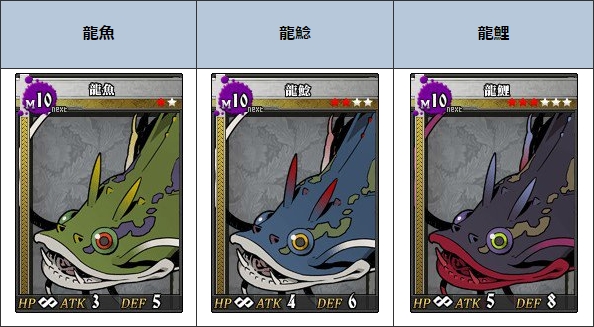 龍魚 龍鯰 龍鯉
龍魚
M10
next
★★
HP ∞ ATK 3 DEF 5
龍鯰
M10
next
★★★★
HP ∞ ATK 4 DEF 6
龍鯉
M10
next
★★★★★★
HP ∞ ATK 5 DEF 8